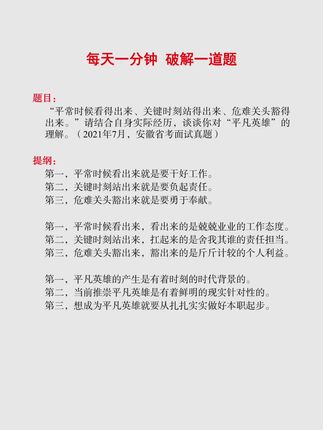 每天一分钟 破解一道题
题目：
“平常时候看得出来、关键时刻站得出来、危难关头豁得
出来。”请结合自身实际经历，谈谈你对“平凡英雄”的
理解。（2021年7月，安徽省考面试真题）
提纲：
第一，平常时候看出来就是要干好工作。
第二，关键时刻站出来就是要负起责任。
第三，危难关头豁出来就是要勇于奉献。
第一，平常时候看出来，看出来的是兢兢业业的工作态度。
第二，关键时刻站出来，扛起来的是舍我其谁的责任担当。
第三，危难关头豁出来，豁出来的是斤斤计较的个人利益。
第一，平凡英雄的产生是有着时刻的时代背景的。
第二，当前推崇平凡英雄是有着鲜明的现实针对性的。
第三，想成为平凡英雄就要从扎扎实实做好本职起步。